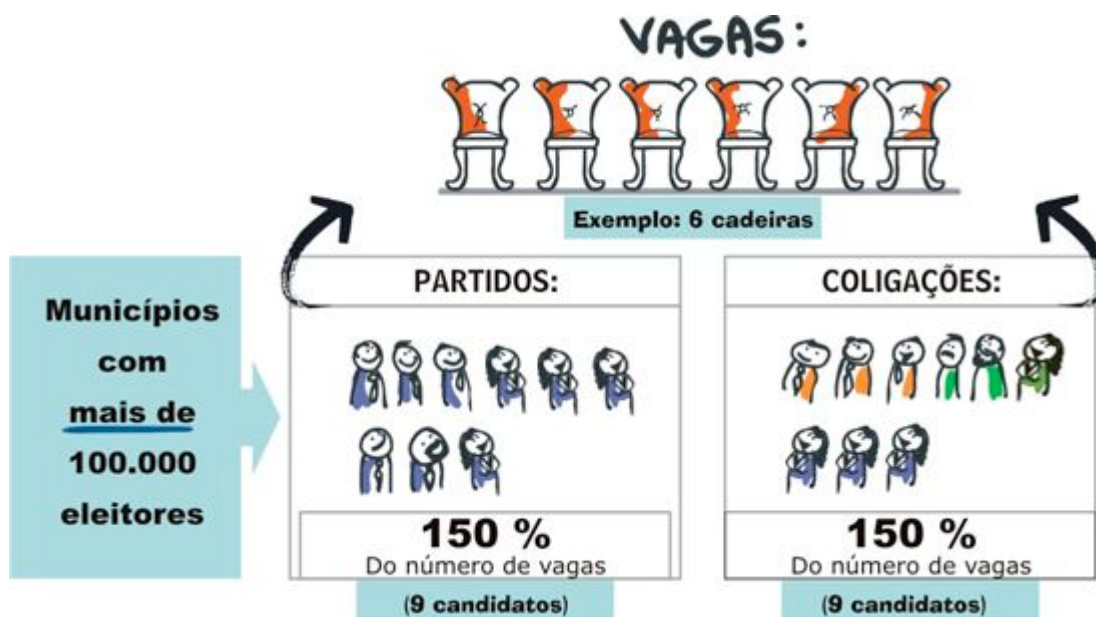 VAGAS:
Exemplo: 6 cadeiras
Municípios
com
mais de
100.000
eleitores
PARTIDOS:
150 %
Do número de vagas
(9 candidatos)
COLIGAÇÕES:
150 %
Do número de vagas
(9 candidatos)